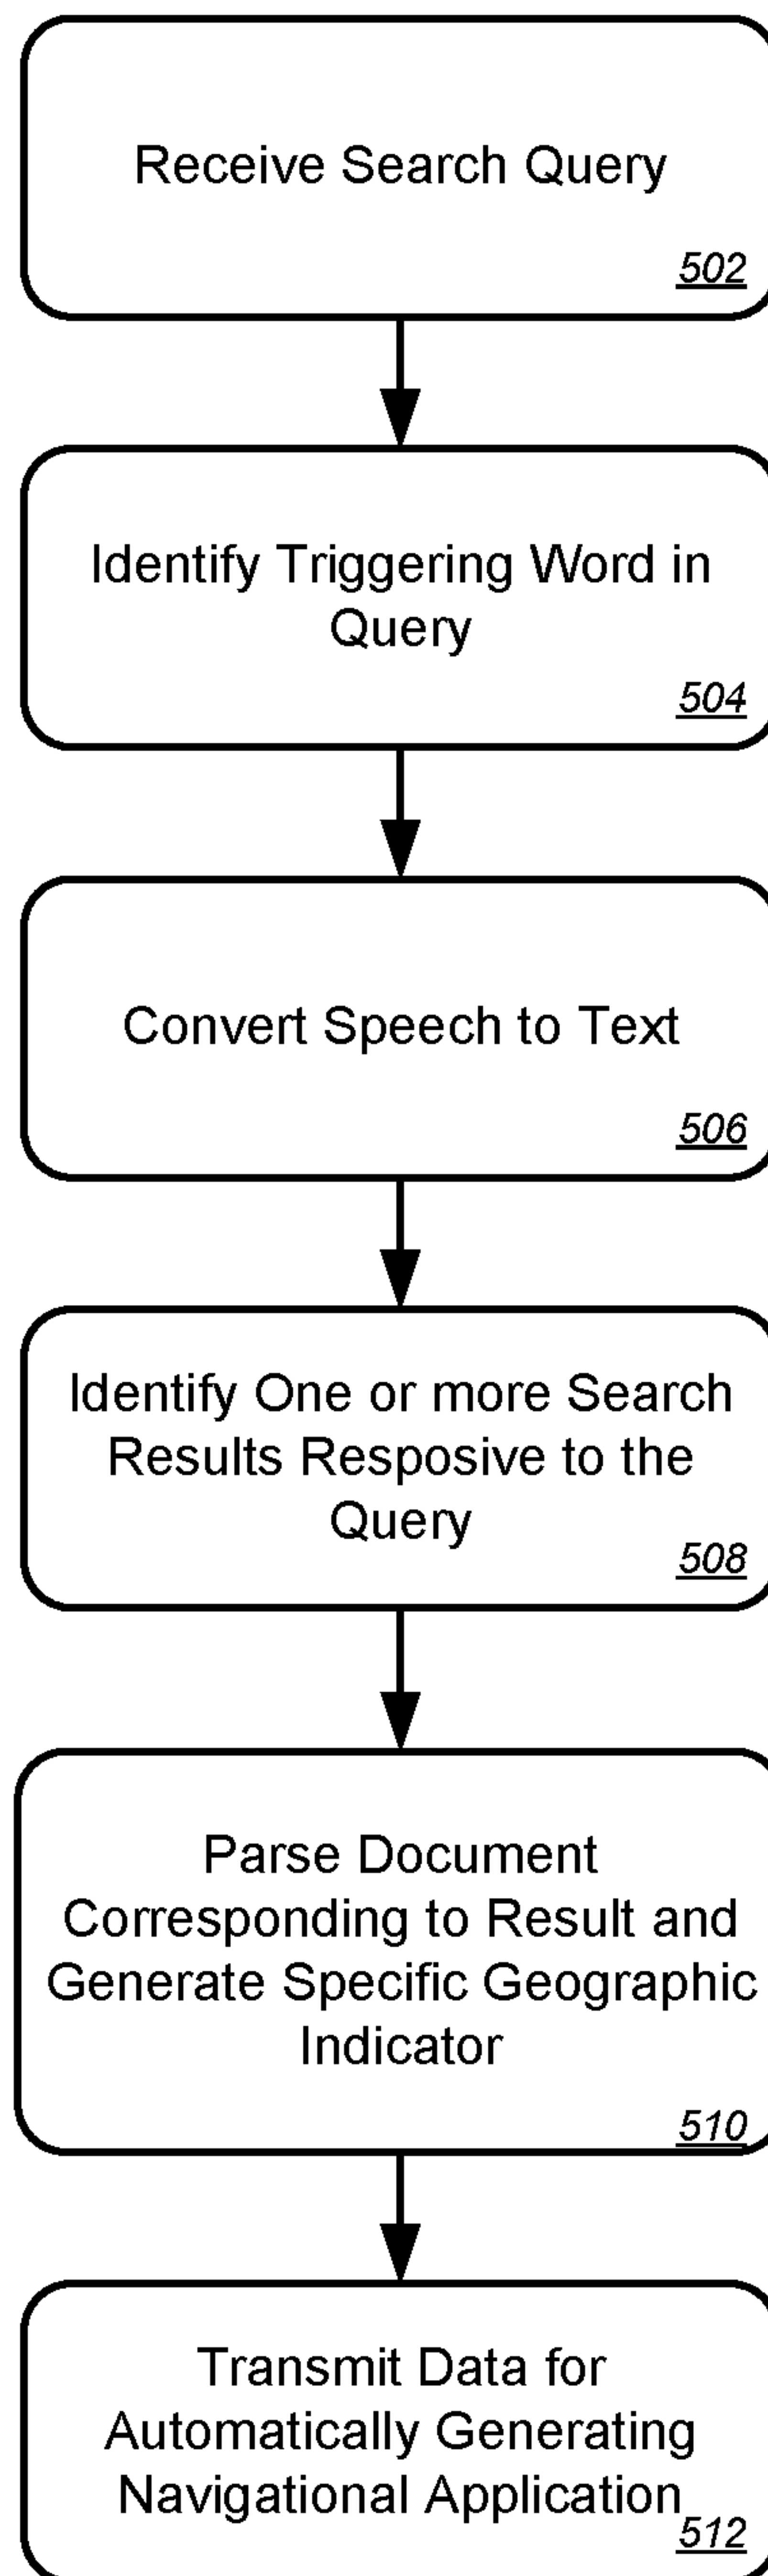 Receive Search Query
502
Identify Triggering Word in
Query
504
Convert Speech to Text
506
Identify One or more Search
Results Resposive to the
Query
508
Parse Document
Corresponding to Result and
Generate Specific Geographic
Indicator
510
Transmit Data for
Automatically Generating
Navigational Application
512